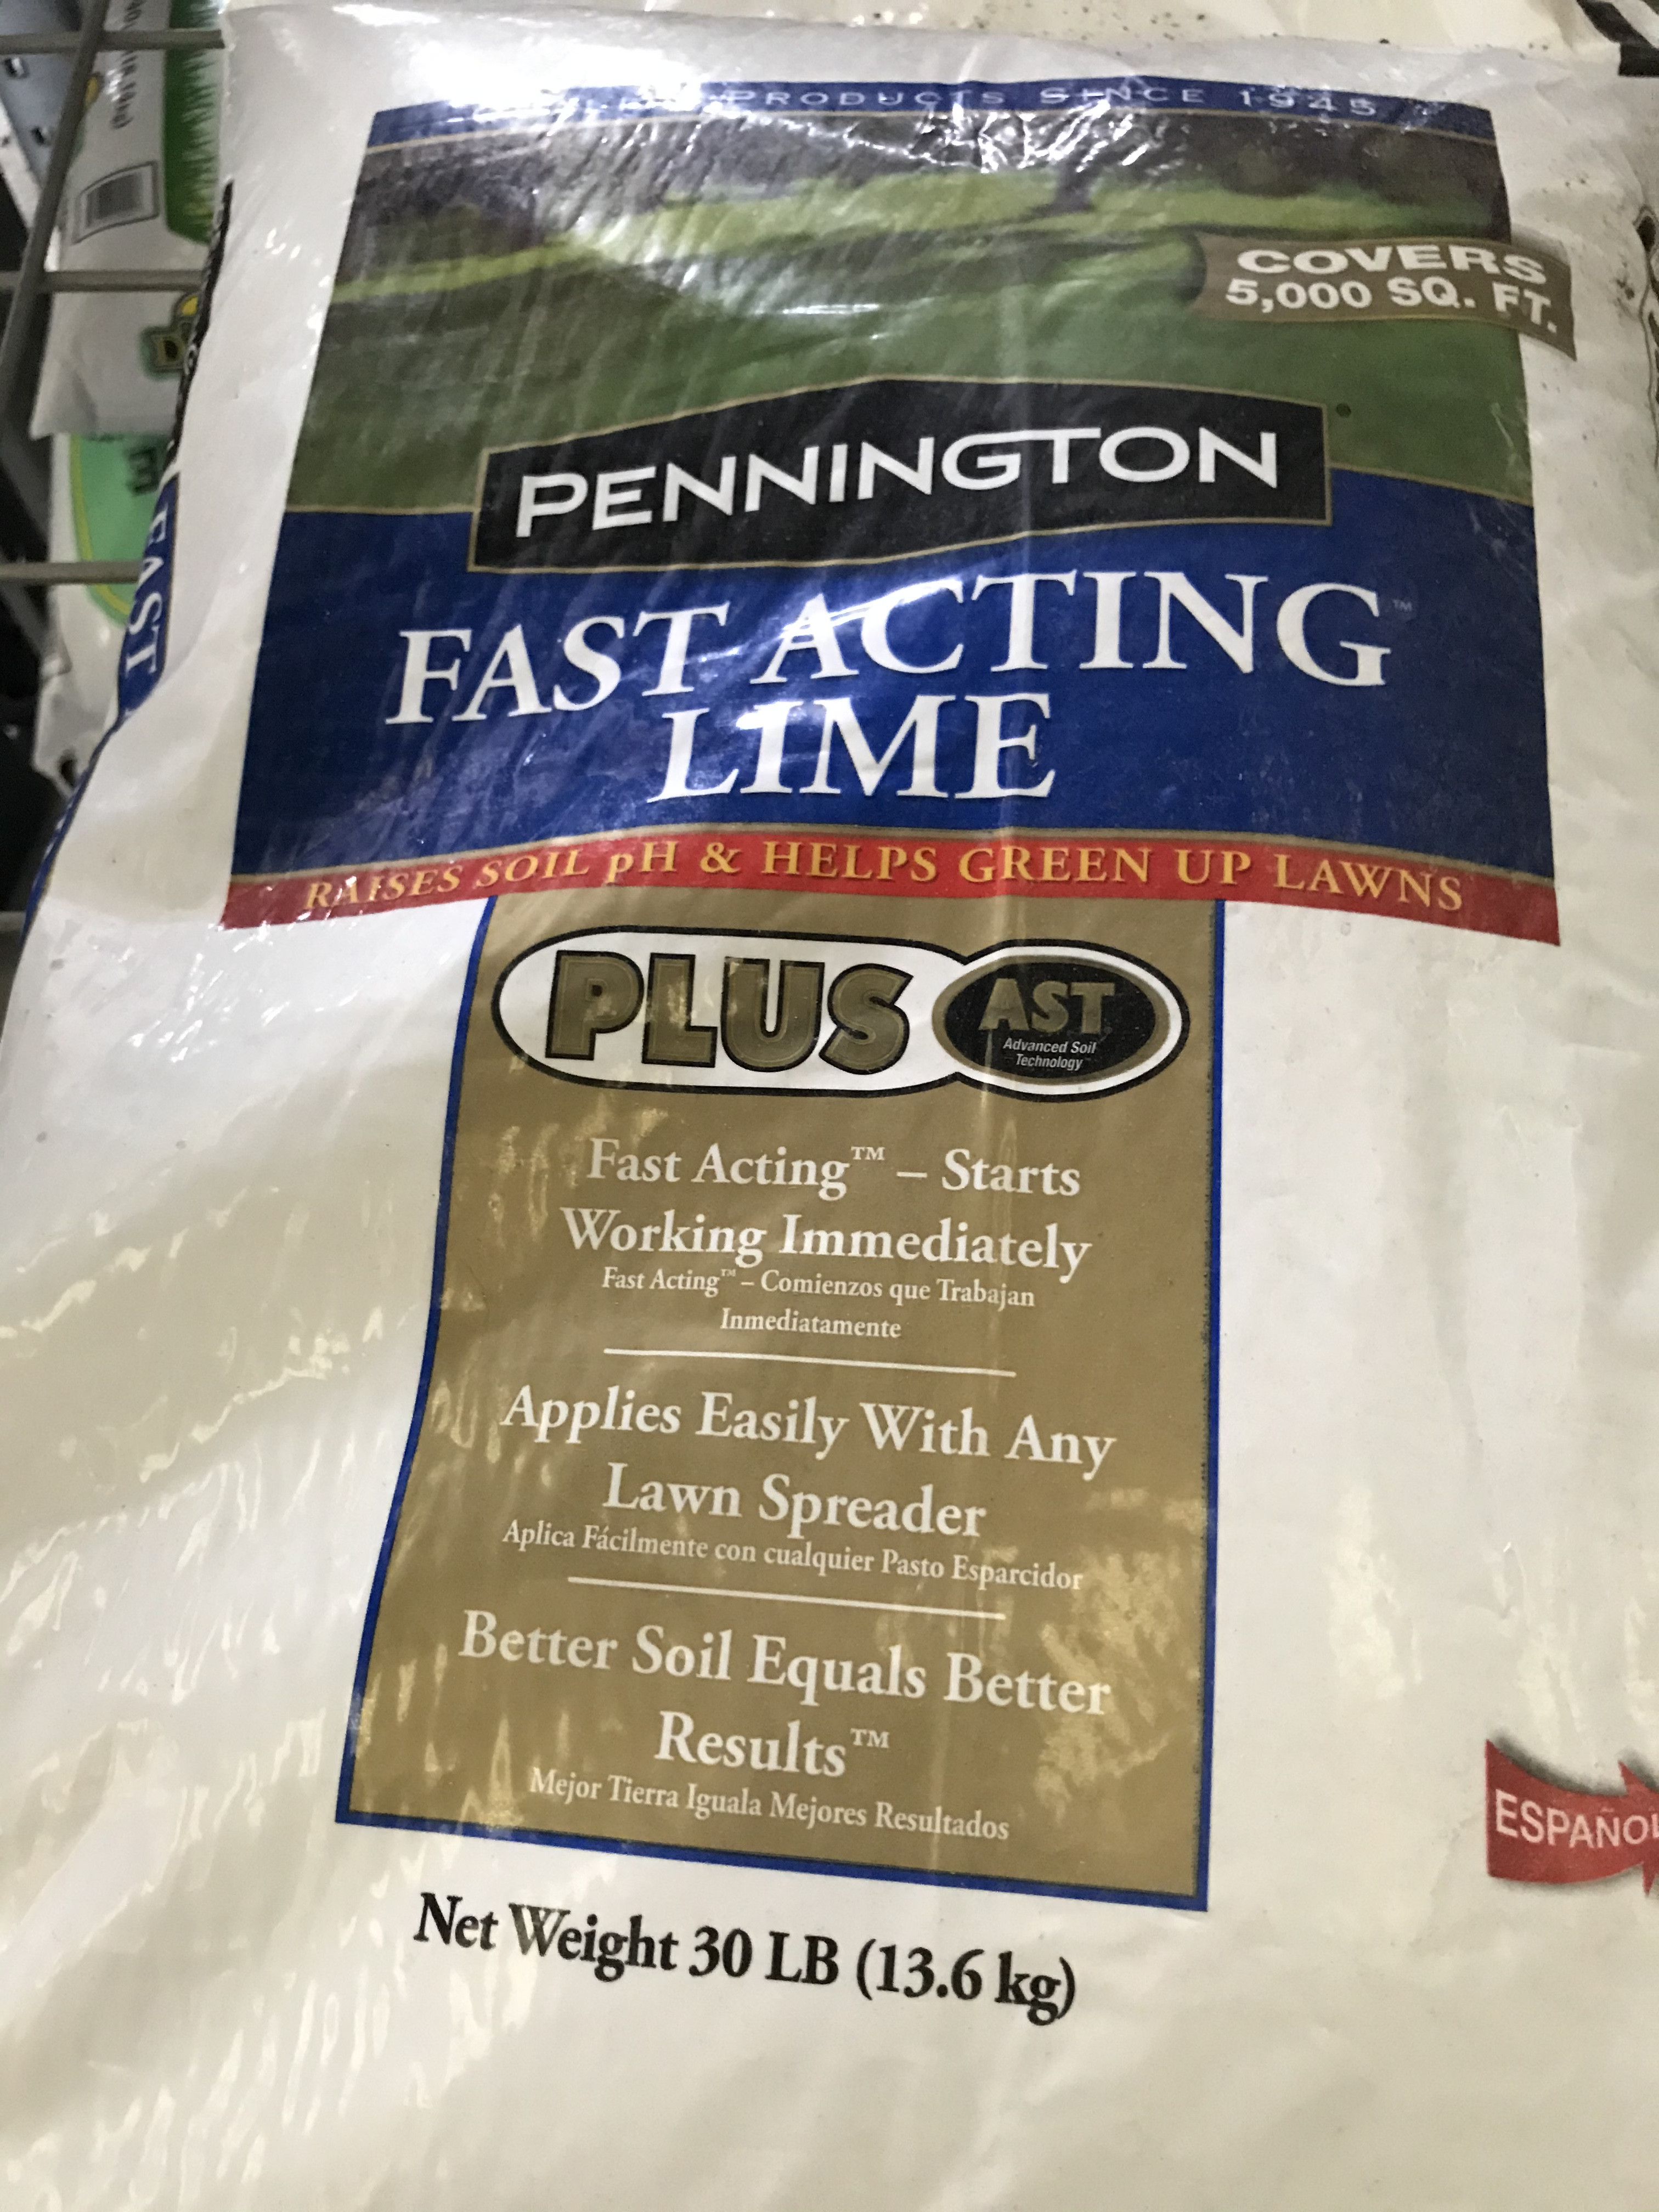 PRODUCTS SINCE 1945
COVERS
5,000 SQ. FT.
PENNINGTON
FAST ACTING™
LIME
RAISES SOIL pH & HELPS GREEN UP LAWNS
PLUS
AST
Advanced Soil
Technology
Fast Acting™ – Starts
Working Immediately
Fast Acting™ – Comienzos que Trabajan
Inmediatamente
Applies Easily With Any
Lawn Spreader
Aplica Fácilmente con cualquier Pasto Esparcidor
Better Soil Equals Better
Results™
Mejor Tierra Iguala Mejores Resultados
Net Weight 30 LB (13.6 kg)
ESPAÑOL
FAST